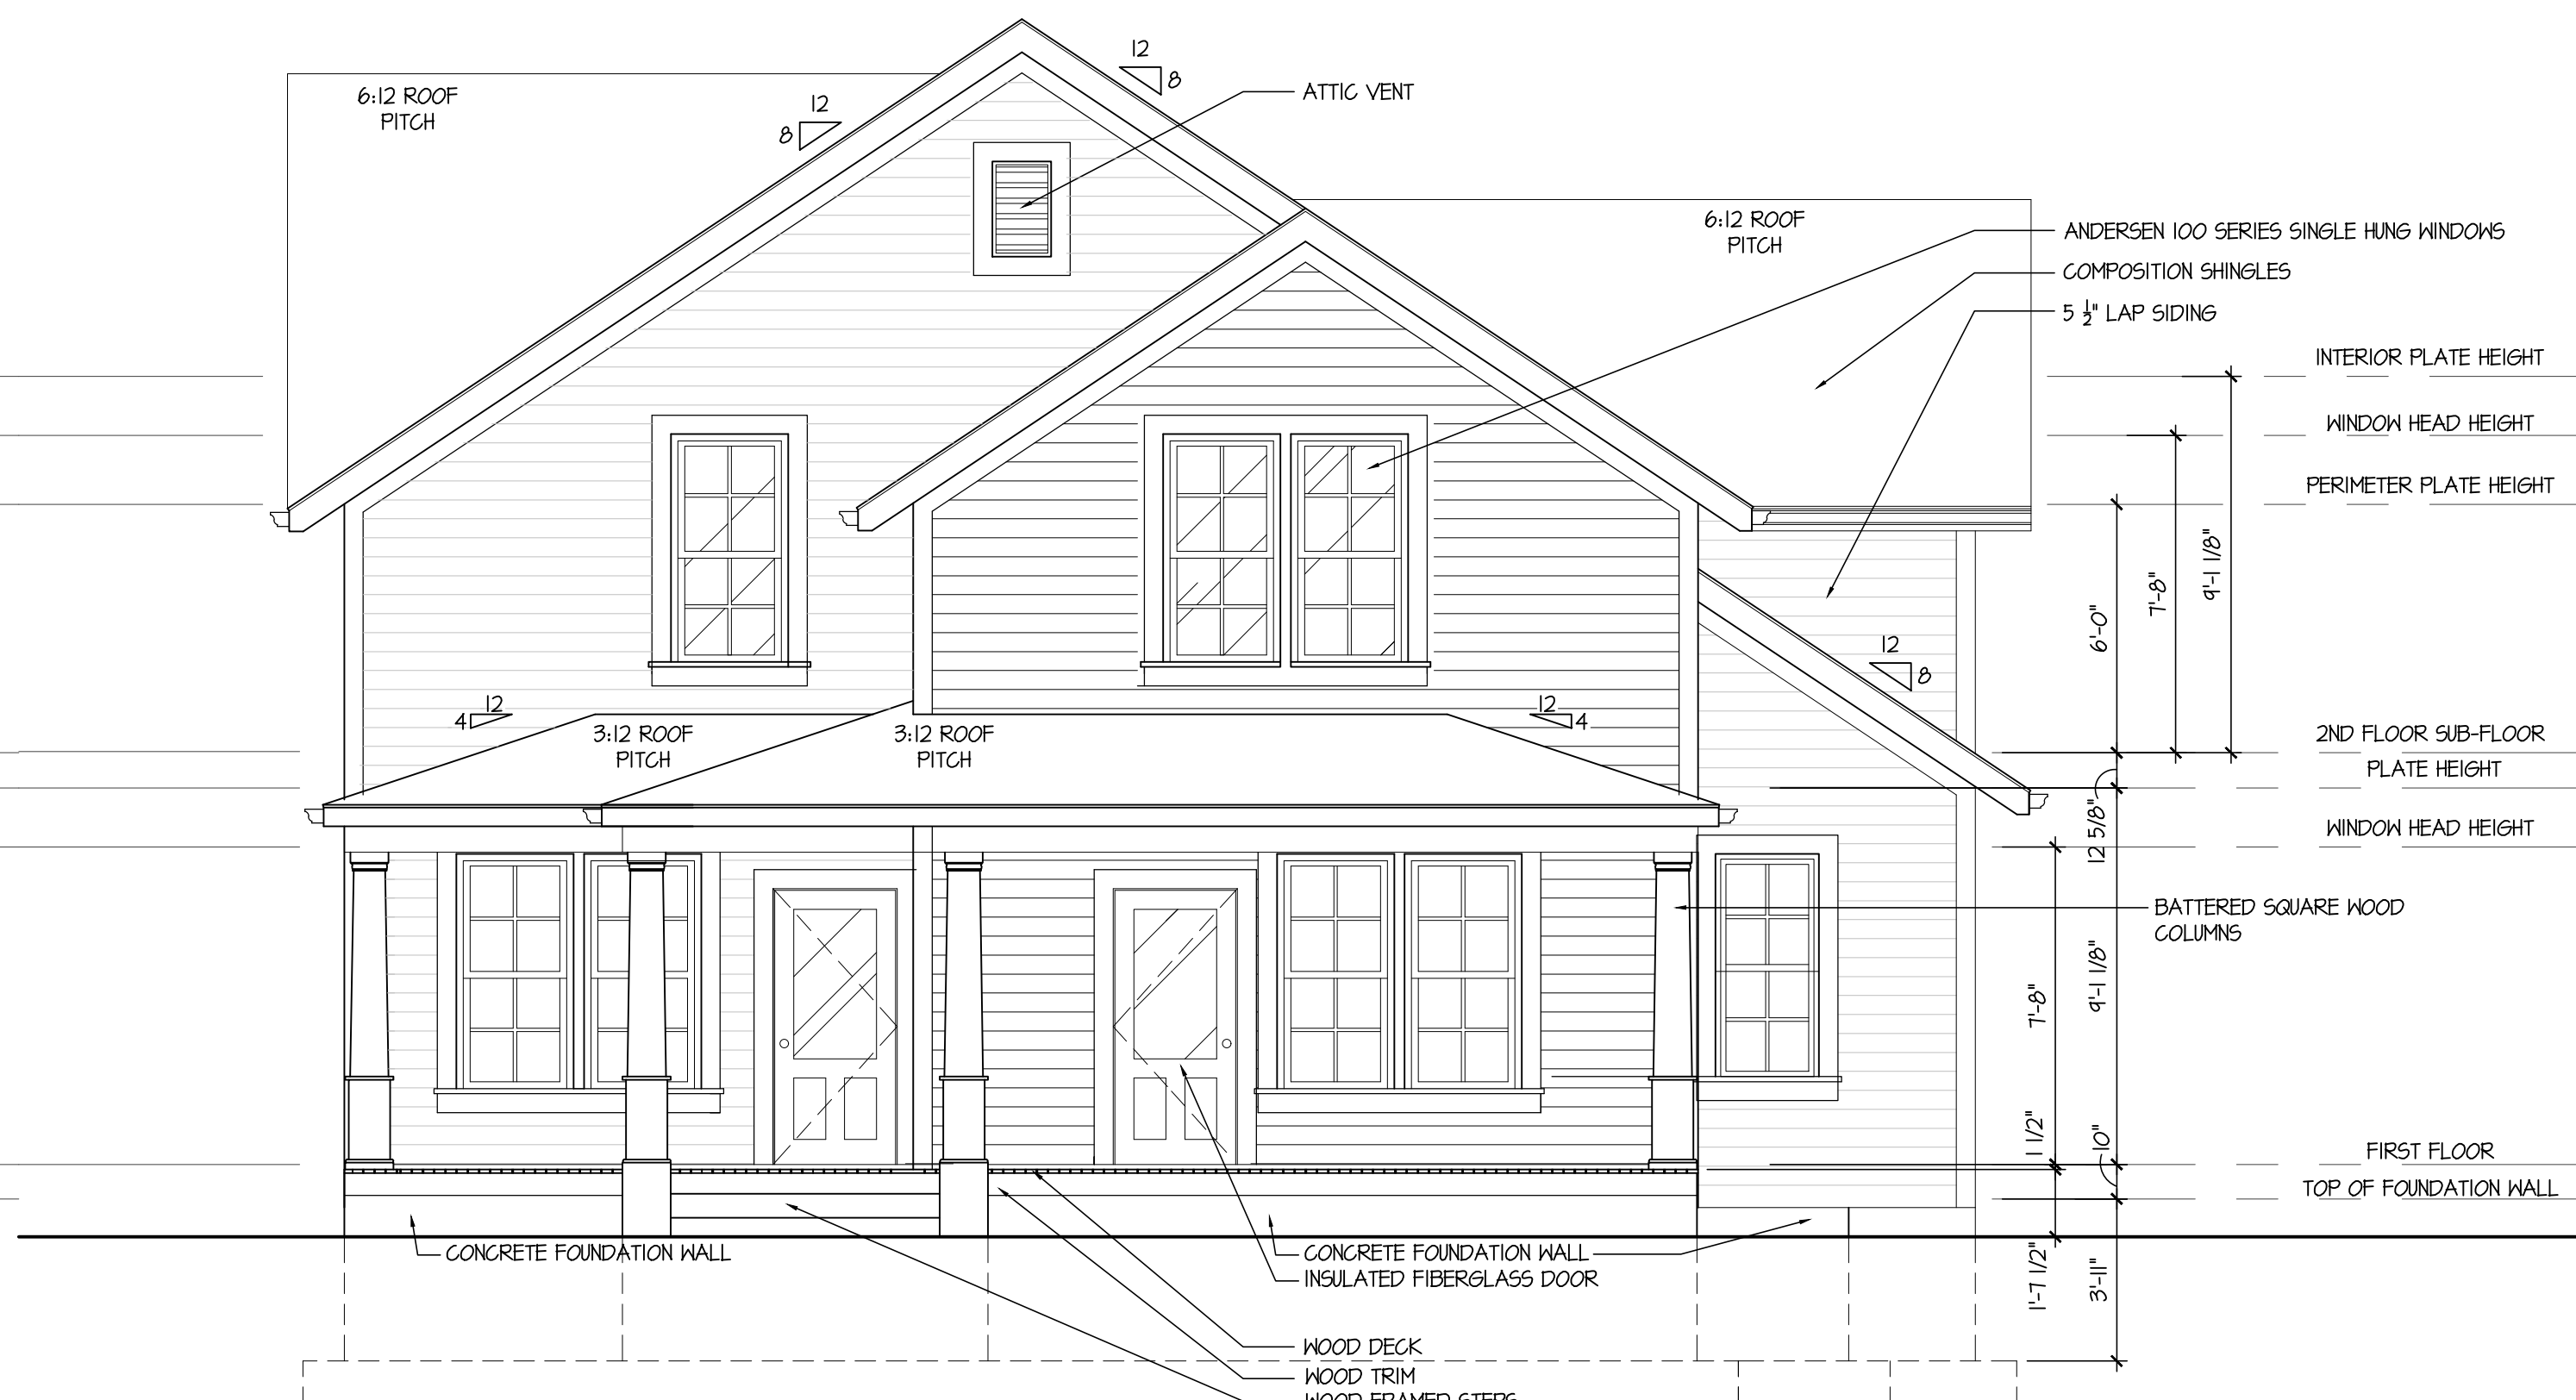 12
8
ATTIC VENT
6:12 ROOF
PITCH
12
8
6:12 ROOF
PITCH
ANDERSEN 100 SERIES SINGLE HUNG WINDOWS
COMPOSITION SHINGLES
5 1/2" LAP SIDING
INTERIOR PLATE HEIGHT
WINDOW HEAD HEIGHT
PERIMETER PLATE HEIGHT
9'-1 1/8"
7'-8"
6'-0"
12
8
12
4
3:12 ROOF
PITCH
3:12 ROOF
PITCH
12
4
2ND FLOOR SUB-FLOOR
PLATE HEIGHT
12 5/8"
WINDOW HEAD HEIGHT
BATTERED SQUARE WOOD
COLUMNS
9'-1 1/8"
7'-8"
1 1/2"
10"
FIRST FLOOR
TOP OF FOUNDATION WALL
CONCRETE FOUNDATION WALL
CONCRETE FOUNDATION WALL
INSULATED FIBERGLASS DOOR
1'-7 1/2"
3'-11"
WOOD DECK
WOOD TRIM
WOOD FRAMED STEPS